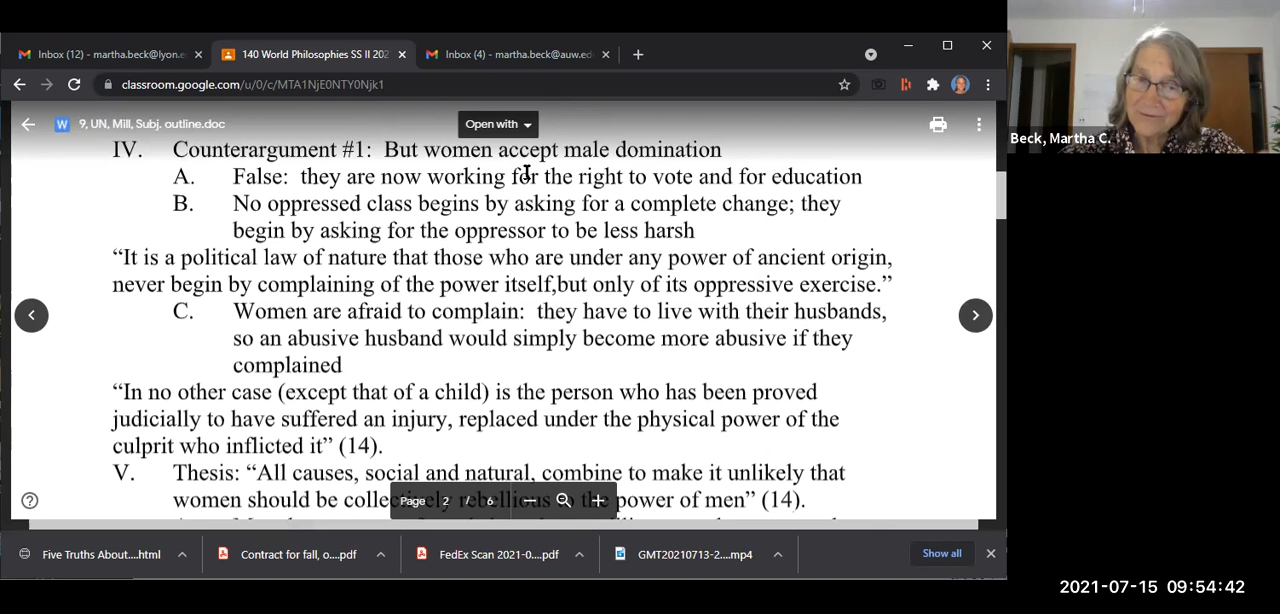 Inbox (12) - martha.beck@lyon.e
140 World Philosophies SS II 202
Inbox (4) - martha.beck@auw.ed
classroom.google.com/u/0/c/MTA1NjE0NTY0Njk1
W 9, UN, Mill, Subj. outline.doc
Open with
IV. Counterargument #1: But women accept male domination
A. False: they are now working for the right to vote and for education
B. No oppressed class begins by asking for a complete change; they
begin by asking for the oppressor to be less harsh
“It is a political law of nature that those who are under any power of ancient origin,
never begin by complaining of the power itself,but only of its oppressive exercise.”
C. Women are afraid to complain: they have to live with their husbands,
so an abusive husband would simply become more abusive if they
complained
“In no other case (except that of a child) is the person who has been proved
judicially to have suffered an injury, replaced under the physical power of the
culprit who inflicted it” (14).
V. Thesis: “All causes, social and natural, combine to make it unlikely that
women should be collectively rebellious to the power of men” (14).
Page 2 / 6
Five Truths About....html
Contract for fall, o....pdf
FedEx Scan 2021-0....pdf
GMT20210713-2....mp4
Show all
Beck, Martha C.
2021-07-15 09:54:42